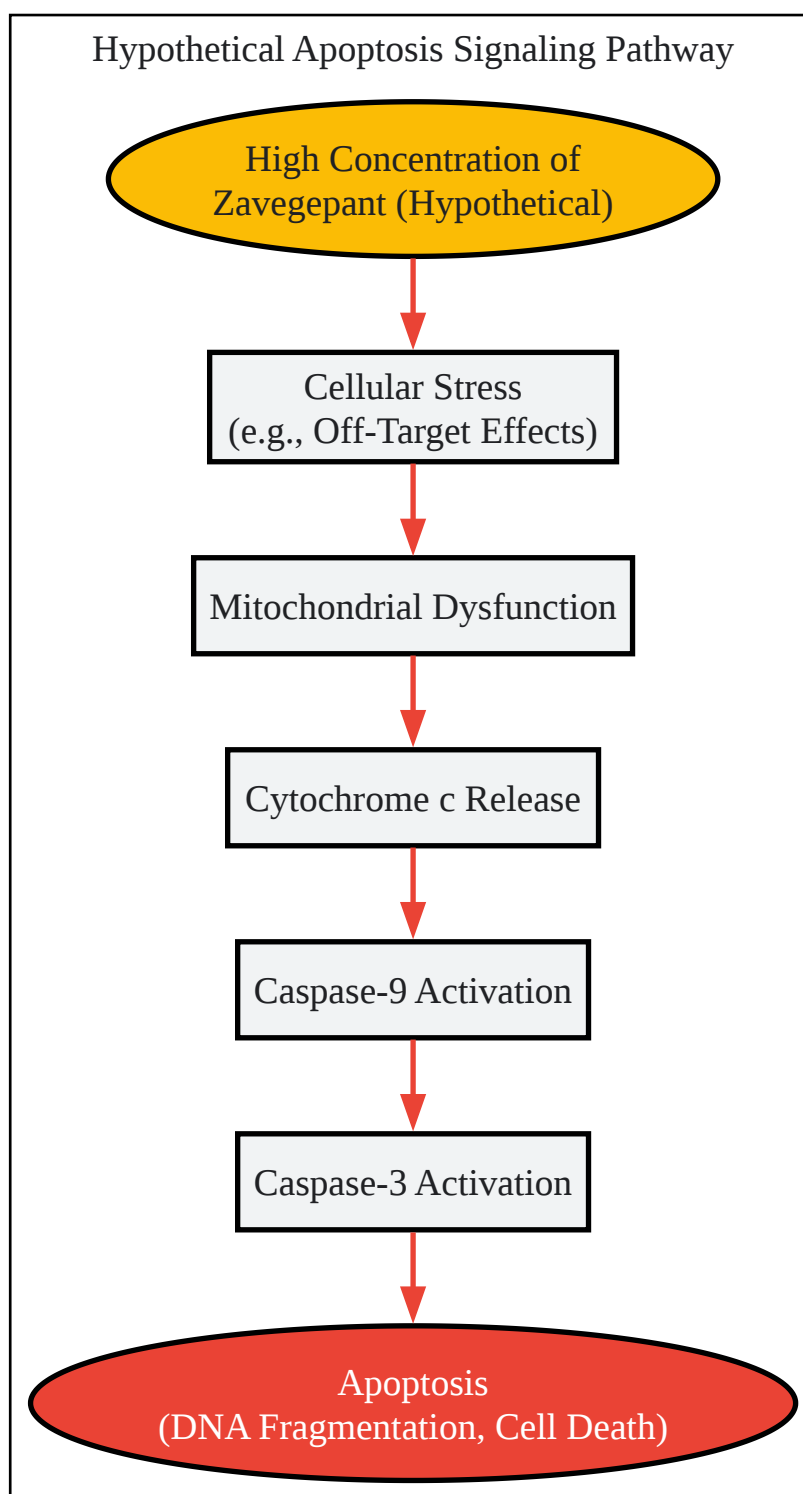 Hypothetical Apoptosis Signaling Pathway
High Concentration of
Zavegepant (Hypothetical)
Cellular Stress
(e.g., Off-Target Effects)
Mitochondrial Dysfunction
Cytochrome c Release
Caspase-9 Activation
Caspase-3 Activation
Apoptosis
(DNA Fragmentation, Cell Death)